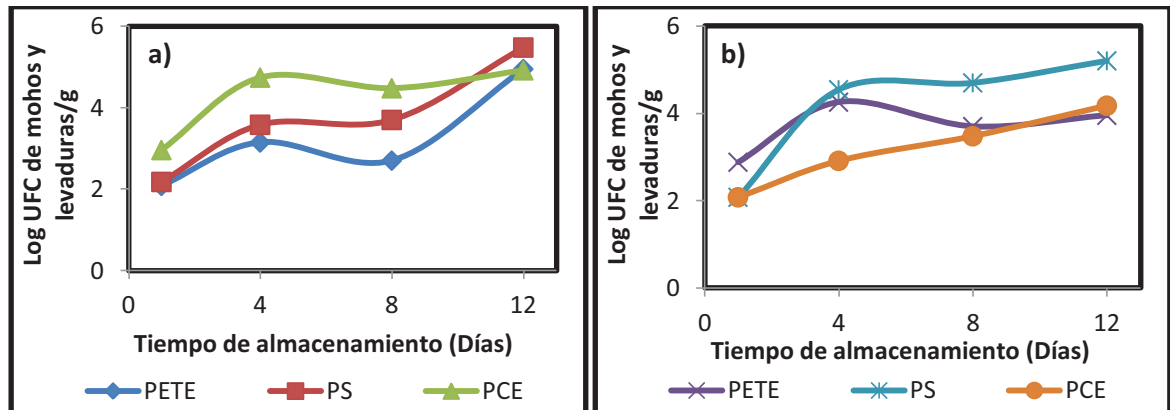 a)
Log UFC de mohos y
levaduras/g
6
4
2
0
0 4 8 12
Tiempo de almacenamiento (Días)
PETE PS PCE
b)
Log UFC de mohos y
levaduras/g
6
4
2
0
0 4 8 12
Tiempo de almacenamiento (Días)
PETE PS PCE